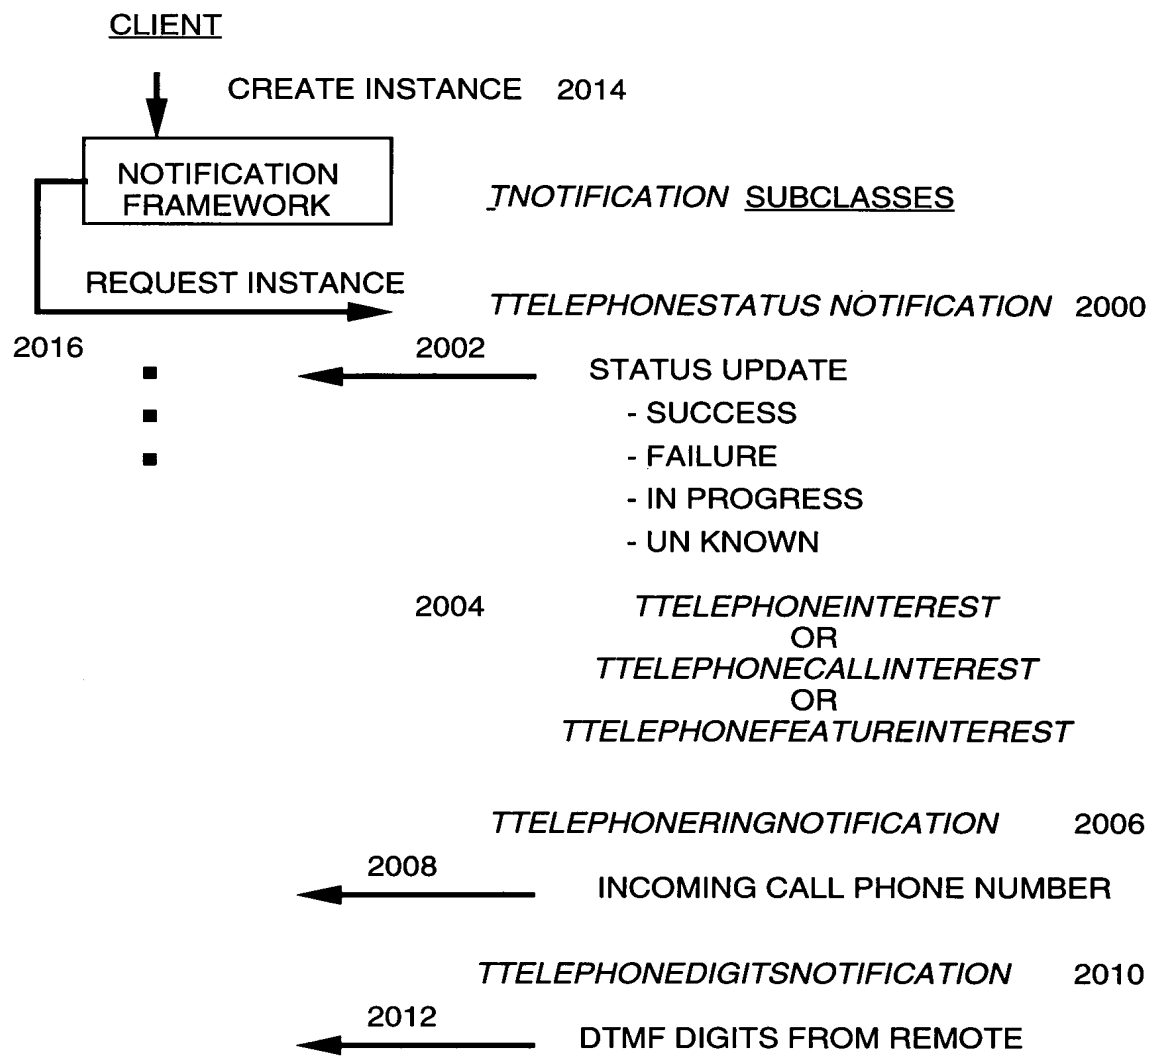 CLIENT
CREATE INSTANCE 2014
NOTIFICATION
FRAMEWORK
TNOTIFICATION SUBCLASSES
REQUEST INSTANCE
TTELEPHONESTATUS NOTIFICATION 2000
2016
2002
STATUS UPDATE
- SUCCESS
- FAILURE
- IN PROGRESS
- UN KNOWN
2004 TTELEPHONEINTEREST
OR
TTELEPHONECALLINTEREST
OR
TTELEPHONEFEATUREINTEREST
TTELEPHONERINGNOTIFICATION 2006
2008
INCOMING CALL PHONE NUMBER
TTELEPHONEDIGITSNOTIFICATION 2010
2012
DTMF DIGITS FROM REMOTE